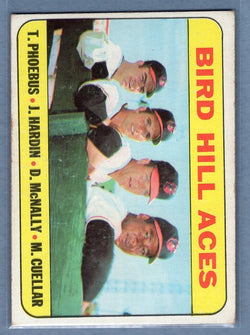 BIRD HILL ACES
T. PHOEBUS • J. HARDIN • D. McNALLY • M. CUELLAR